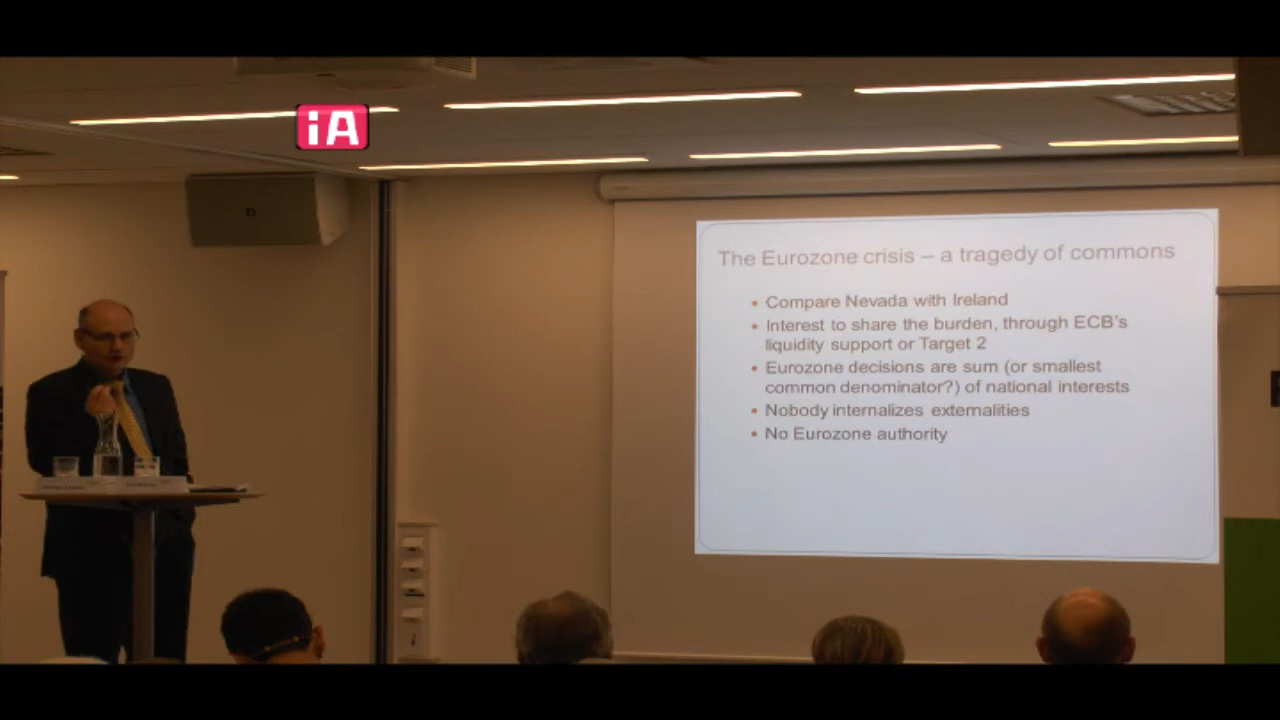 iA
The Eurozone crisis – a tragedy of commons
• Compare Nevada with Ireland
• Interest to share the burden, through ECB's
liquidity support or Target 2
• Eurozone decisions are sum (or smallest
common denominator?) of national interests
• Nobody internalizes externalities
• No Eurozone authority